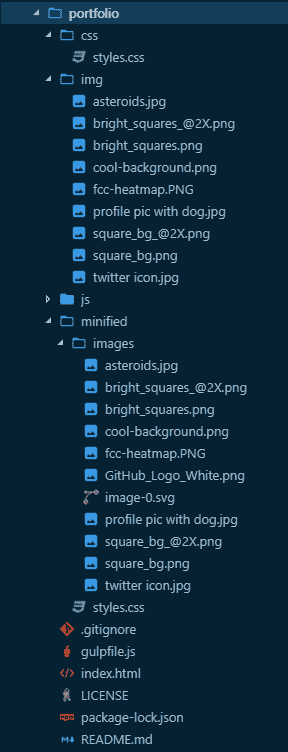 portfolio
css
styles.css
img
asteroids.jpg
bright_squares_@2X.png
bright_squares.png
cool-background.png
fcc-heatmap.PNG
profile pic with dog.jpg
square_bg_@2X.png
square_bg.png
twitter icon.jpg
js
minified
images
asteroids.jpg
bright_squares_@2X.png
bright_squares.png
cool-background.png
fcc-heatmap.PNG
GitHub_Logo_White.png
image-0.svg
profile pic with dog.jpg
square_bg_@2X.png
square_bg.png
twitter icon.jpg
styles.css
.gitignore
gulpfile.js
index.html
LICENSE
package-lock.json
README.md